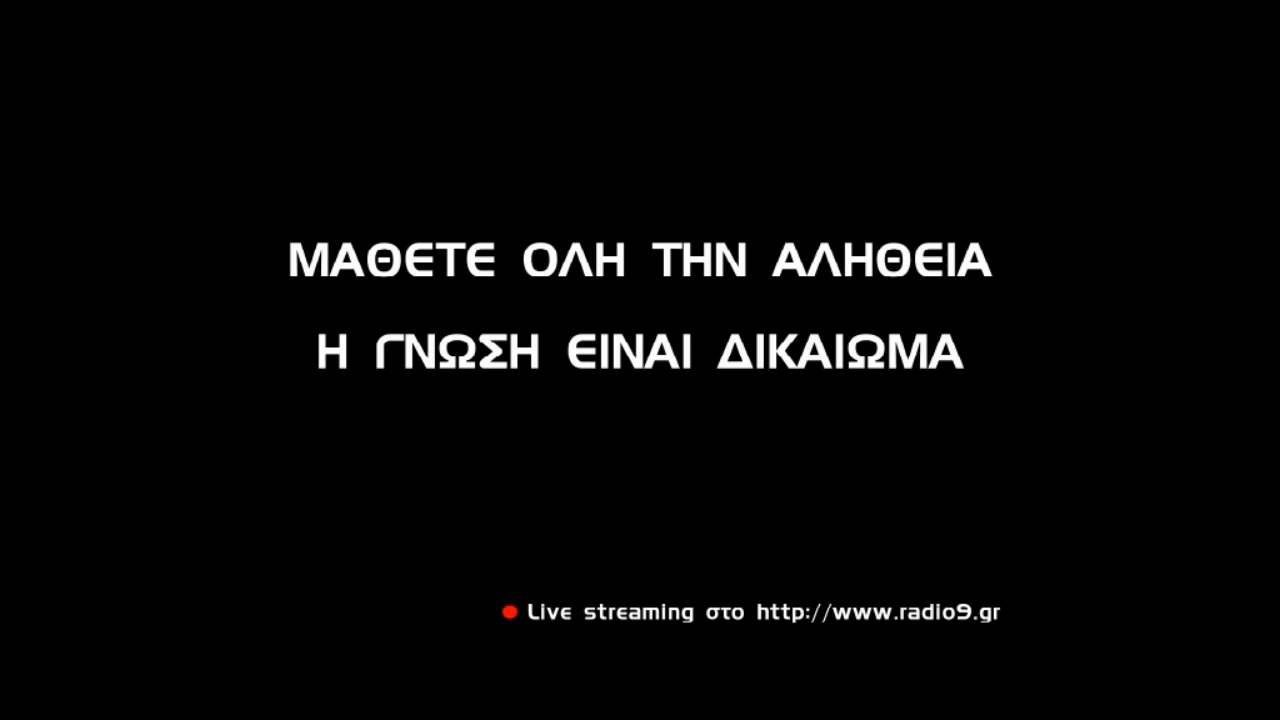 ΜΑΘΕΤΕ ΟΛΗ ΤΗΝ ΑΛΗΘΕΙΑ
Η ΓΝΩΣΗ ΕΙΝΑΙ ΔΙΚΑΙΩΜΑ
Live streaming στο http://www.radio9.gr